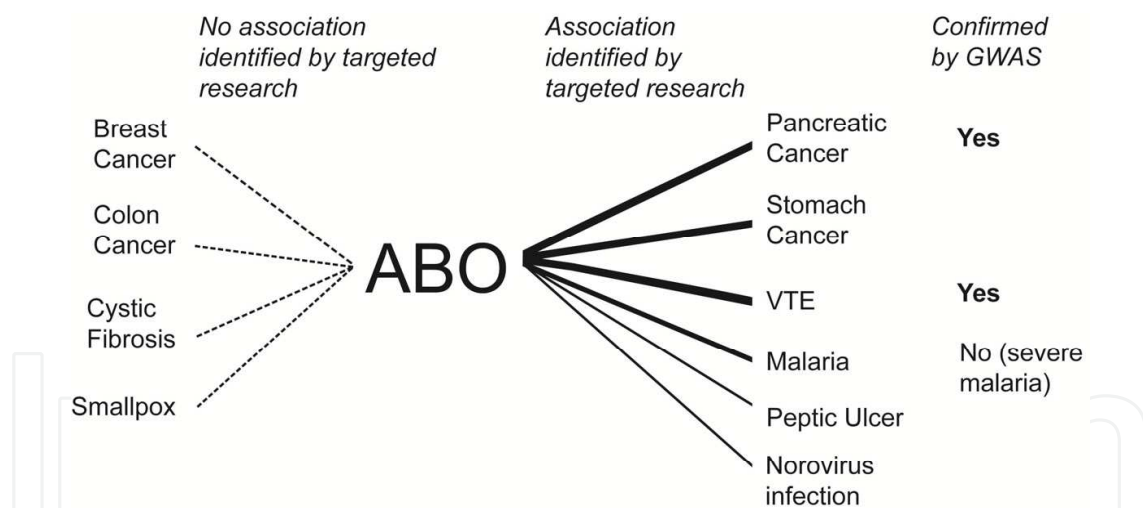 No association
identified by targeted
research
Association
identified by
targeted research
Confirmed
by GWAS
Breast
Cancer
Colon
Cancer
Cystic
Fibrosis
Smallpox
ABO
Pancreatic
Cancer
Yes
Stomach
Cancer
VTE
Yes
Malaria
No (severe
malaria)
Peptic Ulcer
Norovirus
infection